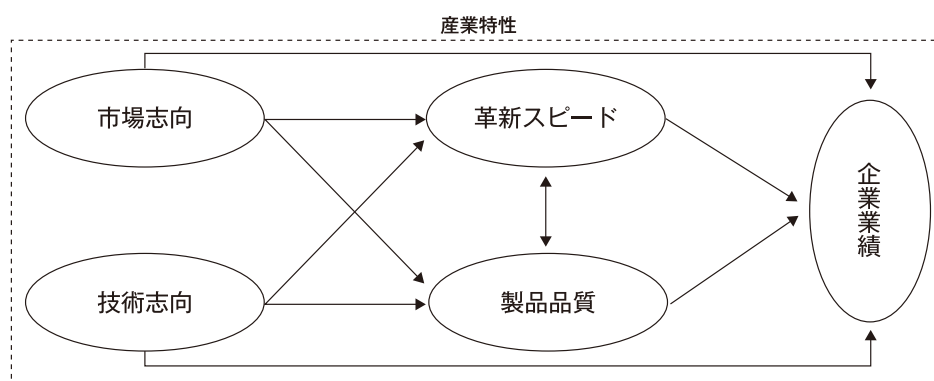 産業特性
市場志向
革新スピード
企業業績
技術志向
製品品質